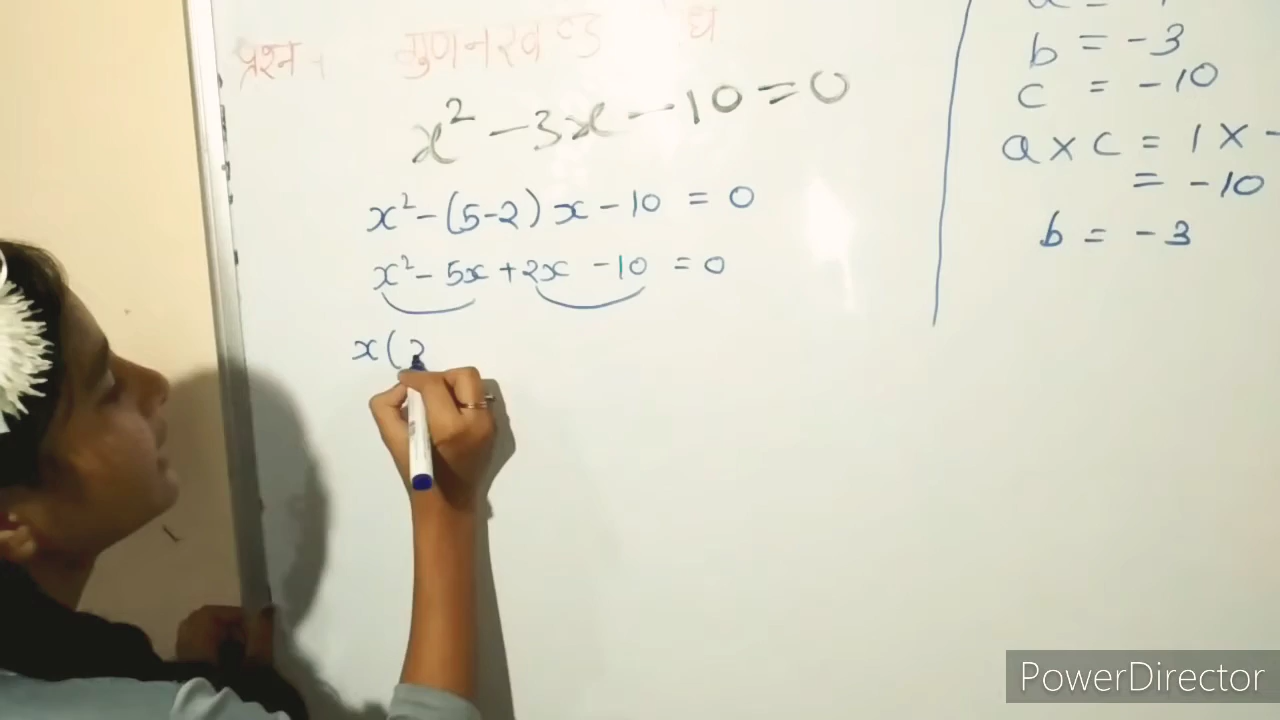 प्रश्न - गुणनखण्ड
x² - 3x - 10 = 0
x² - (5-2) x - 10 = 0
x² - 5x + 2x - 10 = 0
x (
b = -3
c = -10
a x c = 1 x -
= -10
b = -3
PowerDirector